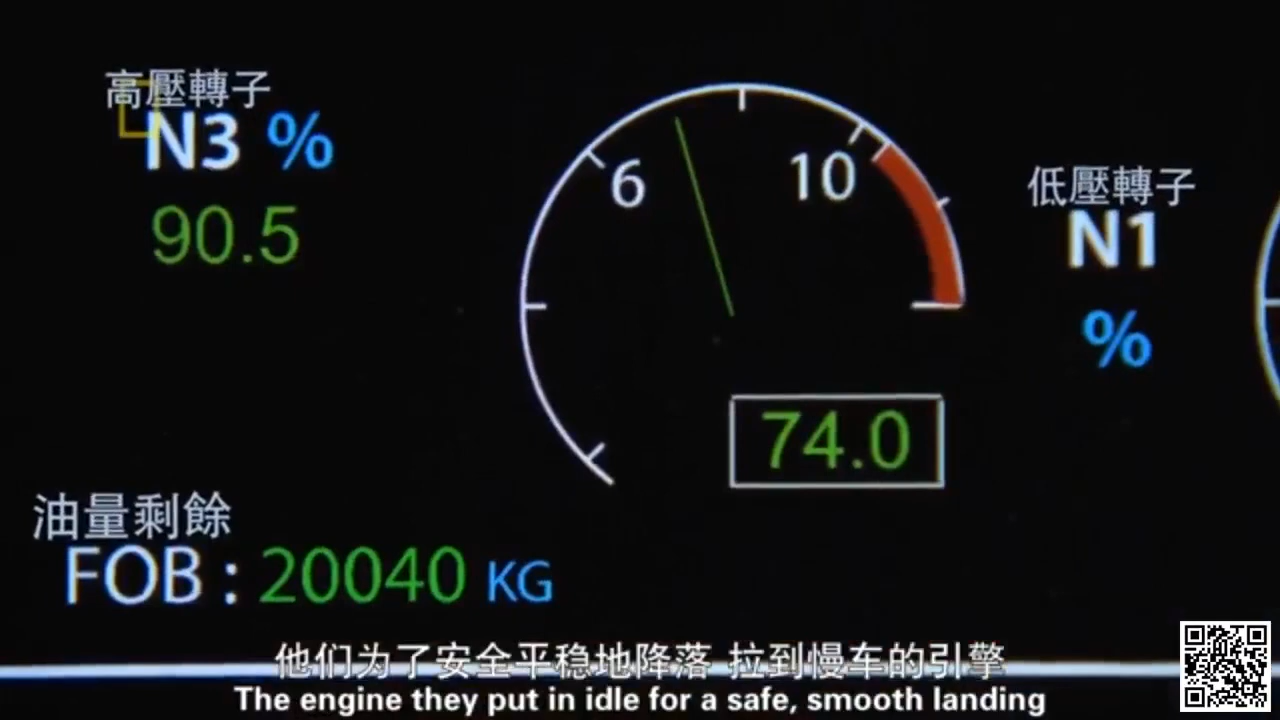 高壓轉子
N3 %
90.5
6
10
74.0
低壓轉子
N1
%
油量剩餘
FOB : 20040 KG
他们为了安全平稳地降落 拉到慢车的引擎
The engine they put in idle for a safe, smooth landing